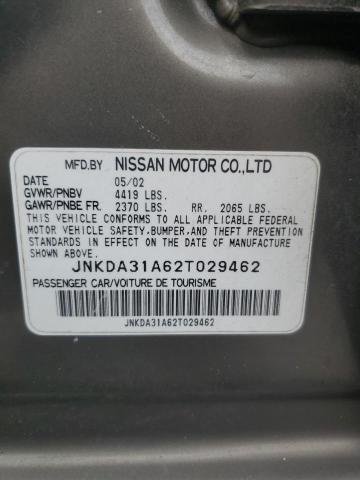 MFD.BY NISSAN MOTOR CO.,LTD
DATE 05/02
GVWR/PNBV 4419 LBS.
GAWR/PNBE FR. 2370 LBS. RR. 2065 LBS.
THIS VEHICLE CONFORMS TO ALL APPLICABLE FEDERAL
MOTOR VEHICLE SAFETY, BUMPER, AND THEFT PREVENTION
STANDARDS IN EFFECT ON THE DATE OF MANUFACTURE
SHOWN ABOVE.
JNKDA31A62T029462
PASSENGER CAR/VOITURE DE TOURISME
JNKDA31A62T029462